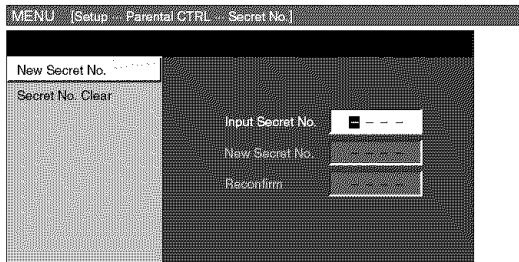 MENU [Setup ... Parental CTRL ... Secret No.]
New Secret No.
Secret No. Clear
Input Secret No. – – – –
New Secret No. – – – –
Reconfirm – – – –